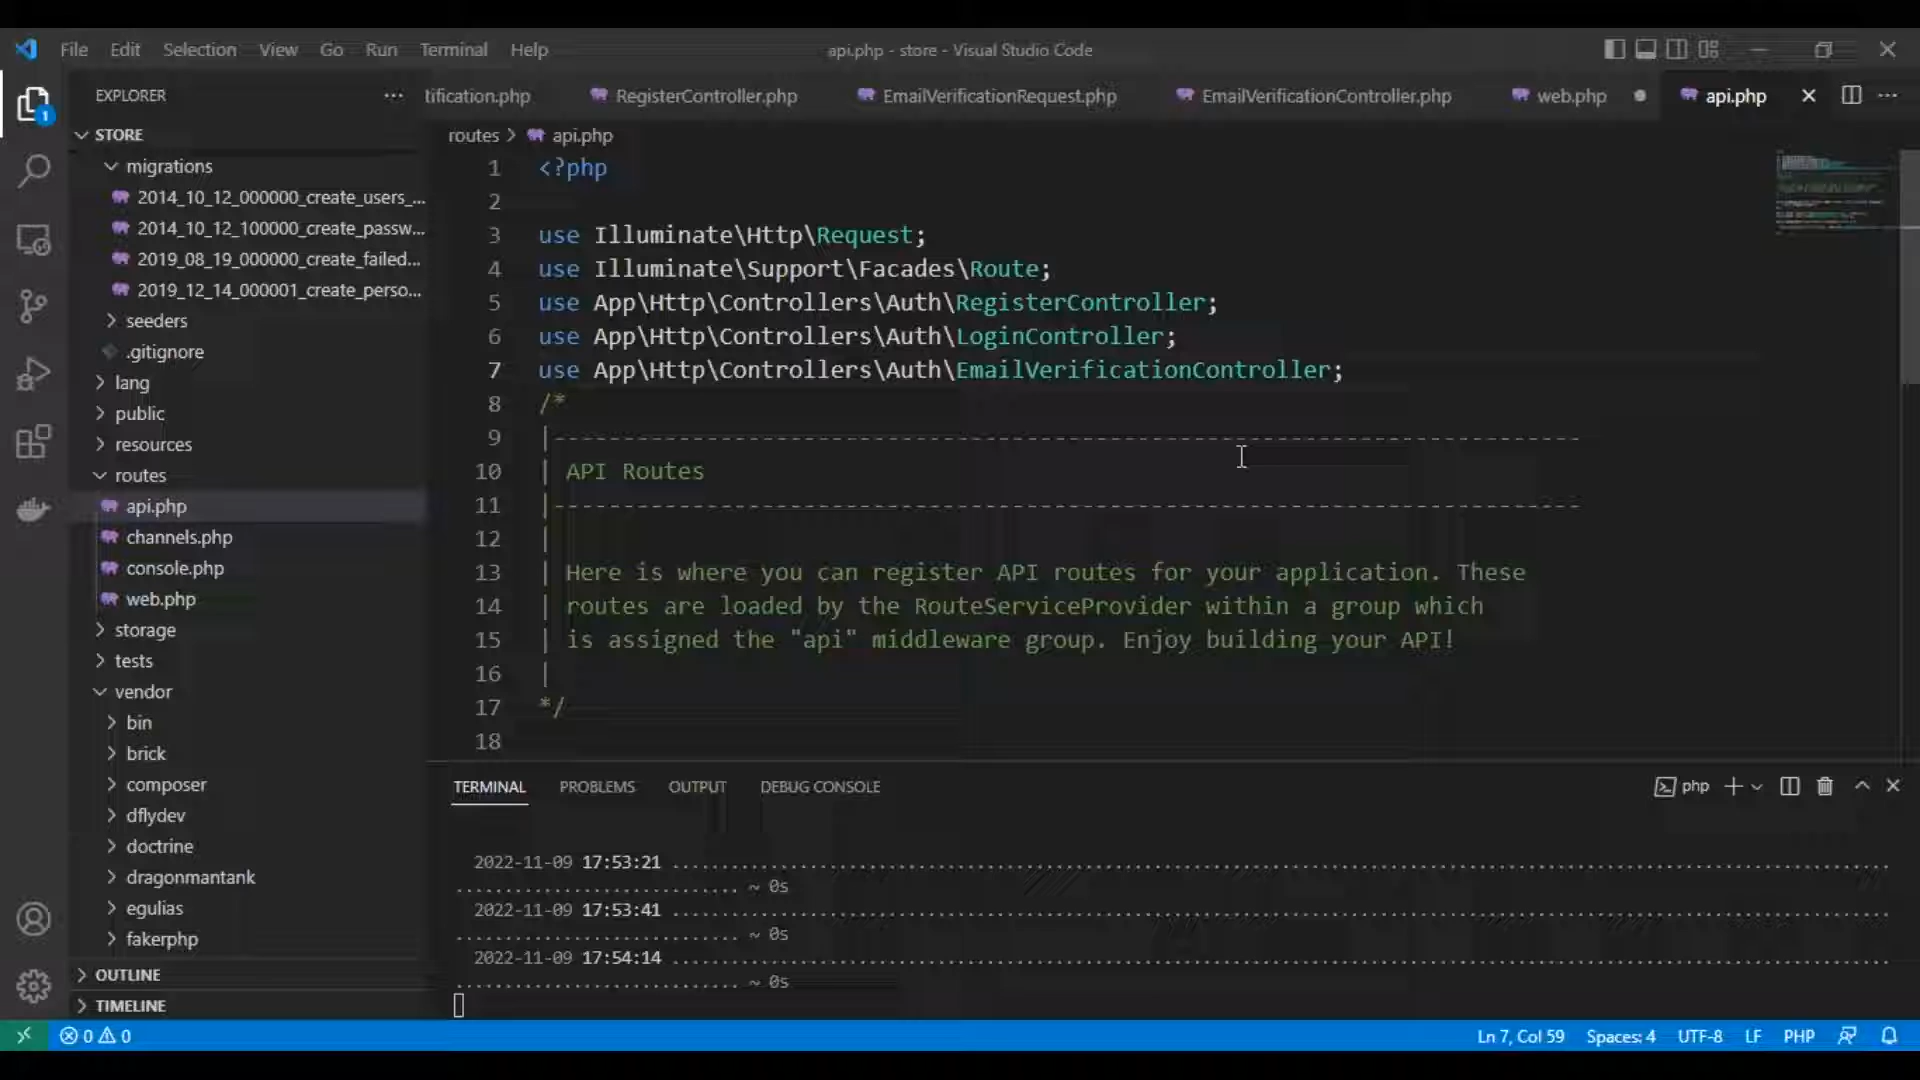 File Edit Selection View Go Run Terminal Help
api.php - store - Visual Studio Code
EXPLORER
tification.php
RegisterController.php
EmailVerificationRequest.php
EmailVerificationController.php
web.php
api.php
STORE
migrations
2014_10_12_000000_create_users_...
2014_10_12_100000_create_passw...
2019_08_19_000000_create_failed...
2019_12_14_000001_create_perso...
seeders
.gitignore
lang
public
resources
routes
api.php
channels.php
console.php
web.php
storage
tests
vendor
bin
brick
composer
dflydev
doctrine
dragonmantank
egulias
fakerphp
OUTLINE
TIMELINE
routes > api.php
1 <?php
2
3 use Illuminate\Http\Request;
4 use Illuminate\Support\Facades\Route;
5 use App\Http\Controllers\Auth\RegisterController;
6 use App\Http\Controllers\Auth\LoginController;
7 use App\Http\Controllers\Auth\EmailVerificationController;
8 /*
9 |--------------------------------------------------------------------------
10 | API Routes
11 |--------------------------------------------------------------------------
12 |
13 | Here is where you can register API routes for your application. These
14 | routes are loaded by the RouteServiceProvider within a group which
15 | is assigned the "api" middleware group. Enjoy building your API!
16 |
17 */
18
TERMINAL PROBLEMS OUTPUT DEBUG CONSOLE
php
2022-11-09 17:53:21 ........................................
............................ ~ 0s
2022-11-09 17:53:41 ........................................
............................ ~ 0s
2022-11-09 17:54:14 ........................................
............................ ~ 0s
0 0
Ln 7, Col 59 Spaces: 4 UTF-8 LF PHP
1